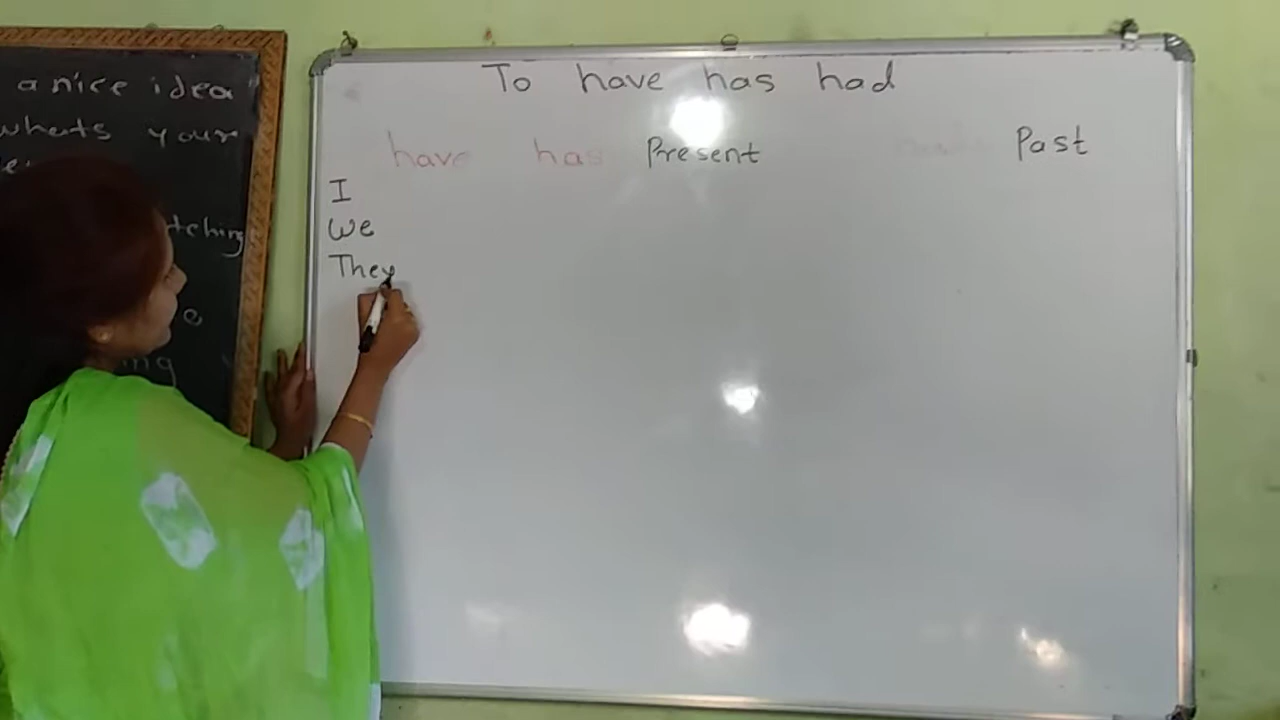 a nice idea
whats your
tching
To have has had
have has Present Past
I
We
They